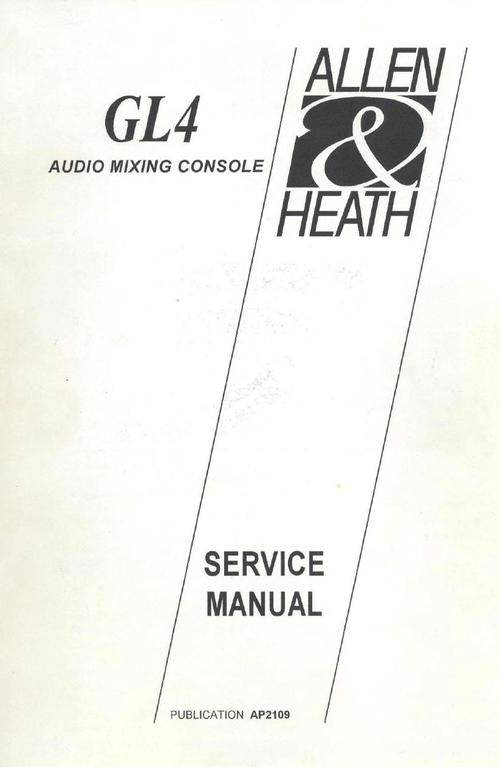 ALLEN
&
HEATH
GL4
AUDIO MIXING CONSOLE
SERVICE
MANUAL
PUBLICATION AP2109